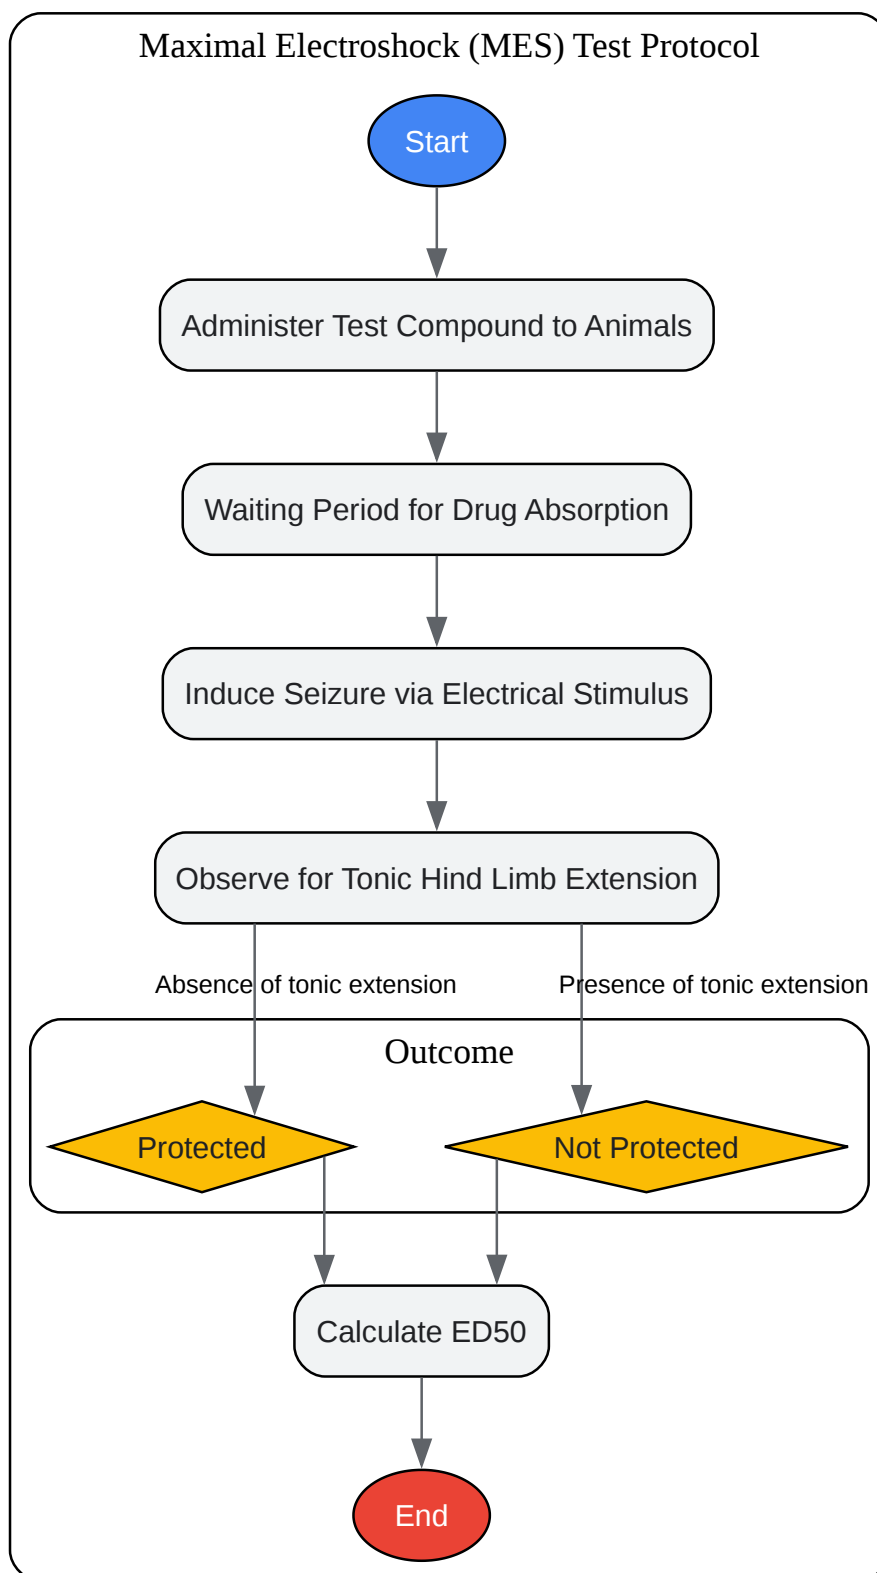 Maximal Electroshock (MES) Test Protocol
Start
Administer Test Compound to Animals
Waiting Period for Drug Absorption
Induce Seizure via Electrical Stimulus
Observe for Tonic Hind Limb Extension
Absence of tonic extension
Presence of tonic extension
Outcome
Protected
Not Protected
Calculate ED50
End